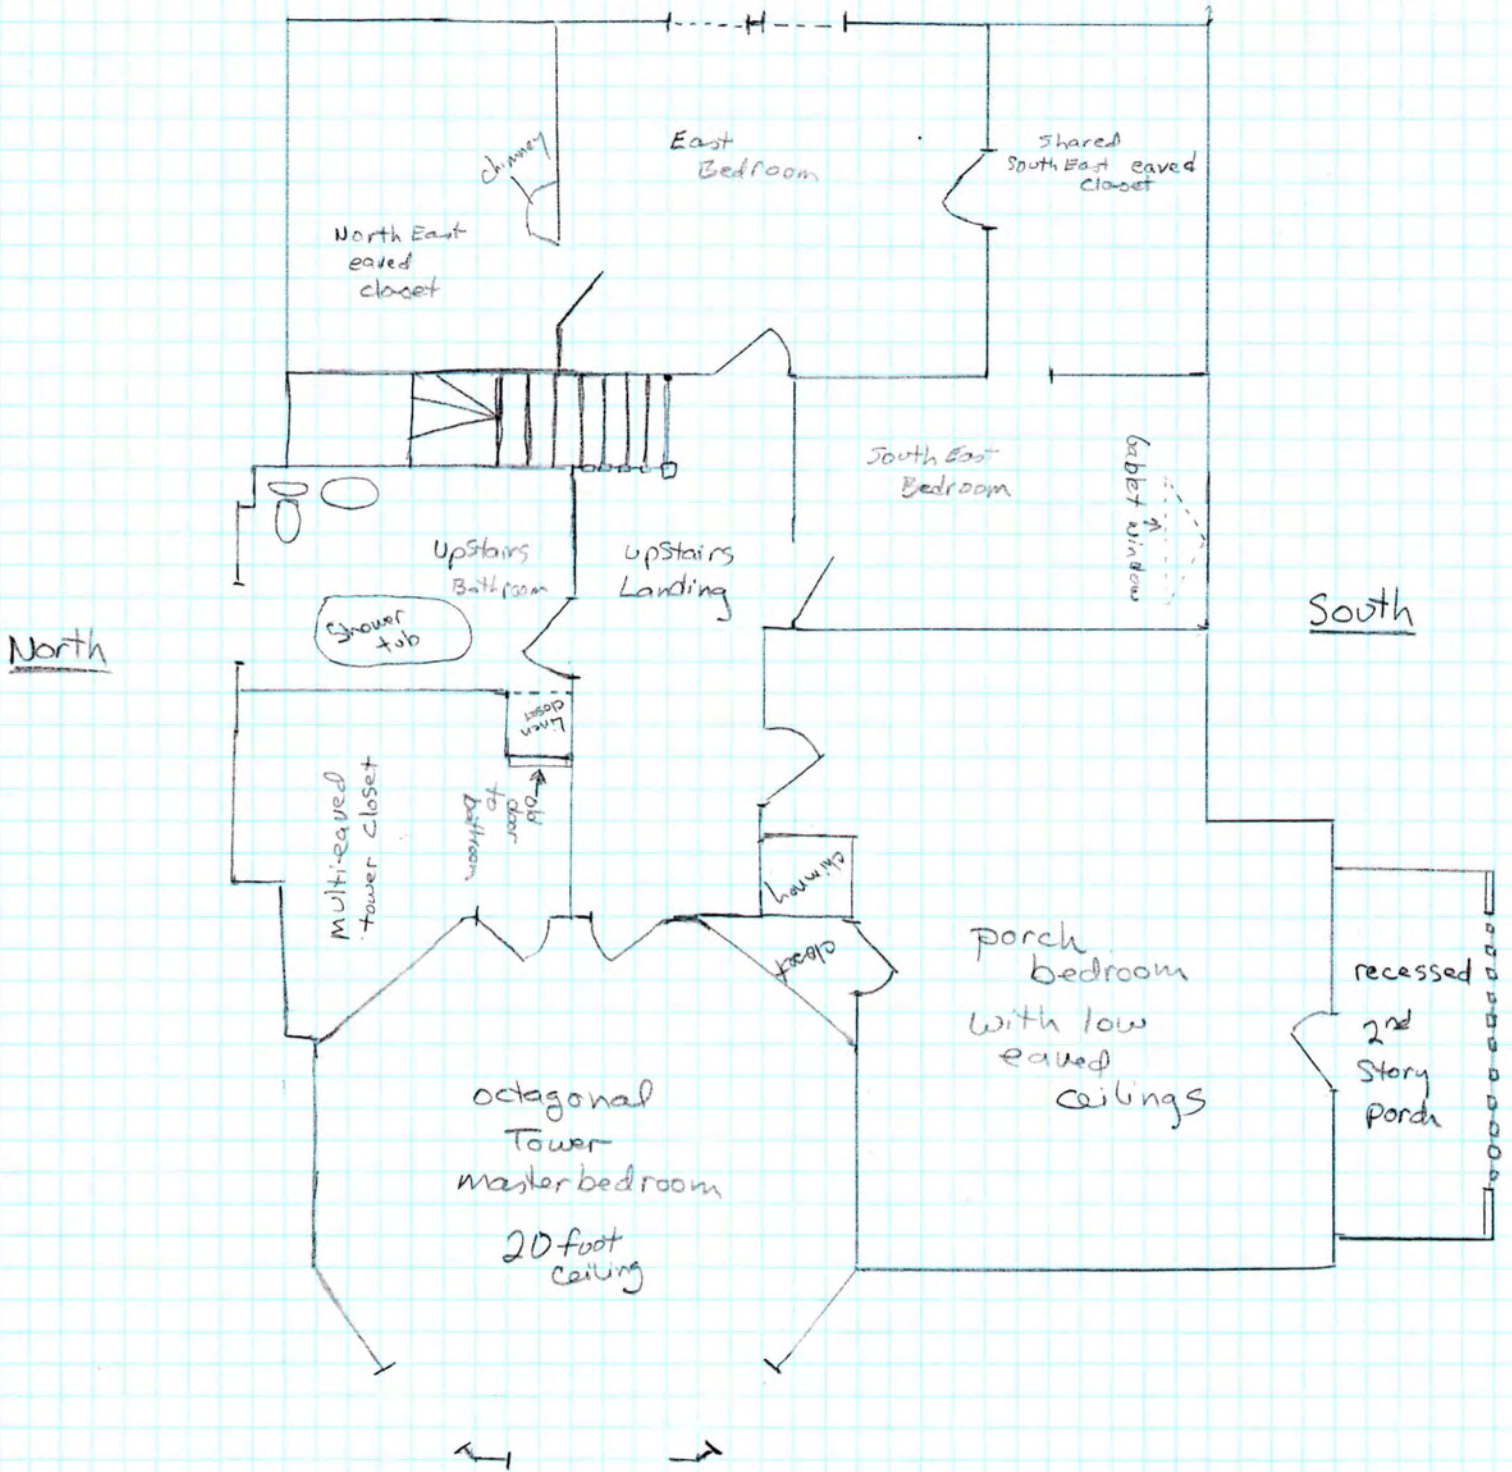 East
Bedroom
Shared
South East eaved
closet
chimney
North East
eaved
closet
South East
Bedroom
Gablet window
Upstairs
Bathroom
upstairs
Landing
Shower
tub
North
South
Linen
closet
old
door
to
bathroom
Multi-eaved
tower closet
chimney
closet
porch
bedroom
with low
eaved
ceilings
recessed
2nd
Story
porch
octagonal
Tower
master bedroom
20 foot
ceiling